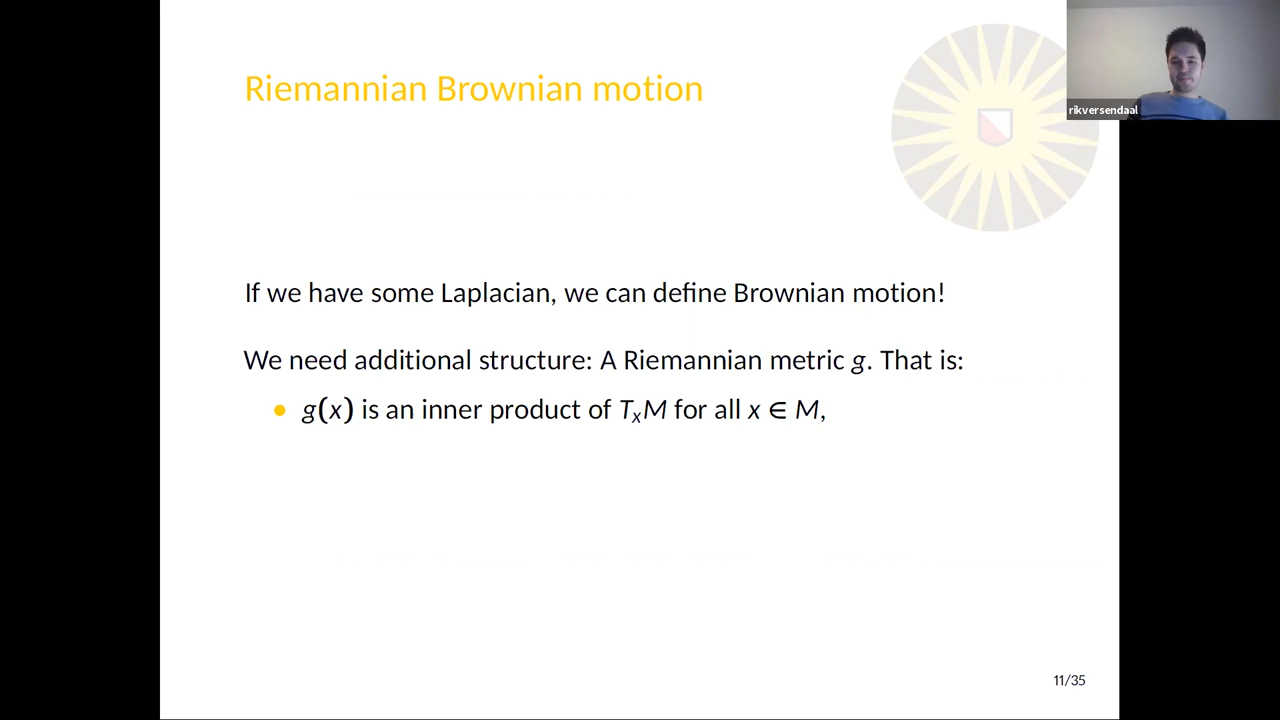 Riemannian Brownian motion
rikversendaal
If we have some Laplacian, we can define Brownian motion!
We need additional structure: A Riemannian metric g. That is:
• g(x) is an inner product of TₓM for all x ∈ M,
11/35